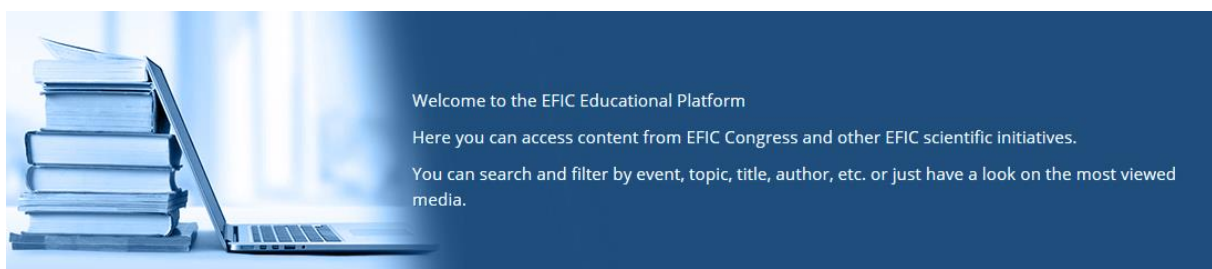 Welcome to the EFIC Educational Platform
Here you can access content from EFIC Congress and other EFIC scientific initiatives.
You can search and filter by event, topic, title, author, etc. or just have a look on the most viewed
media.